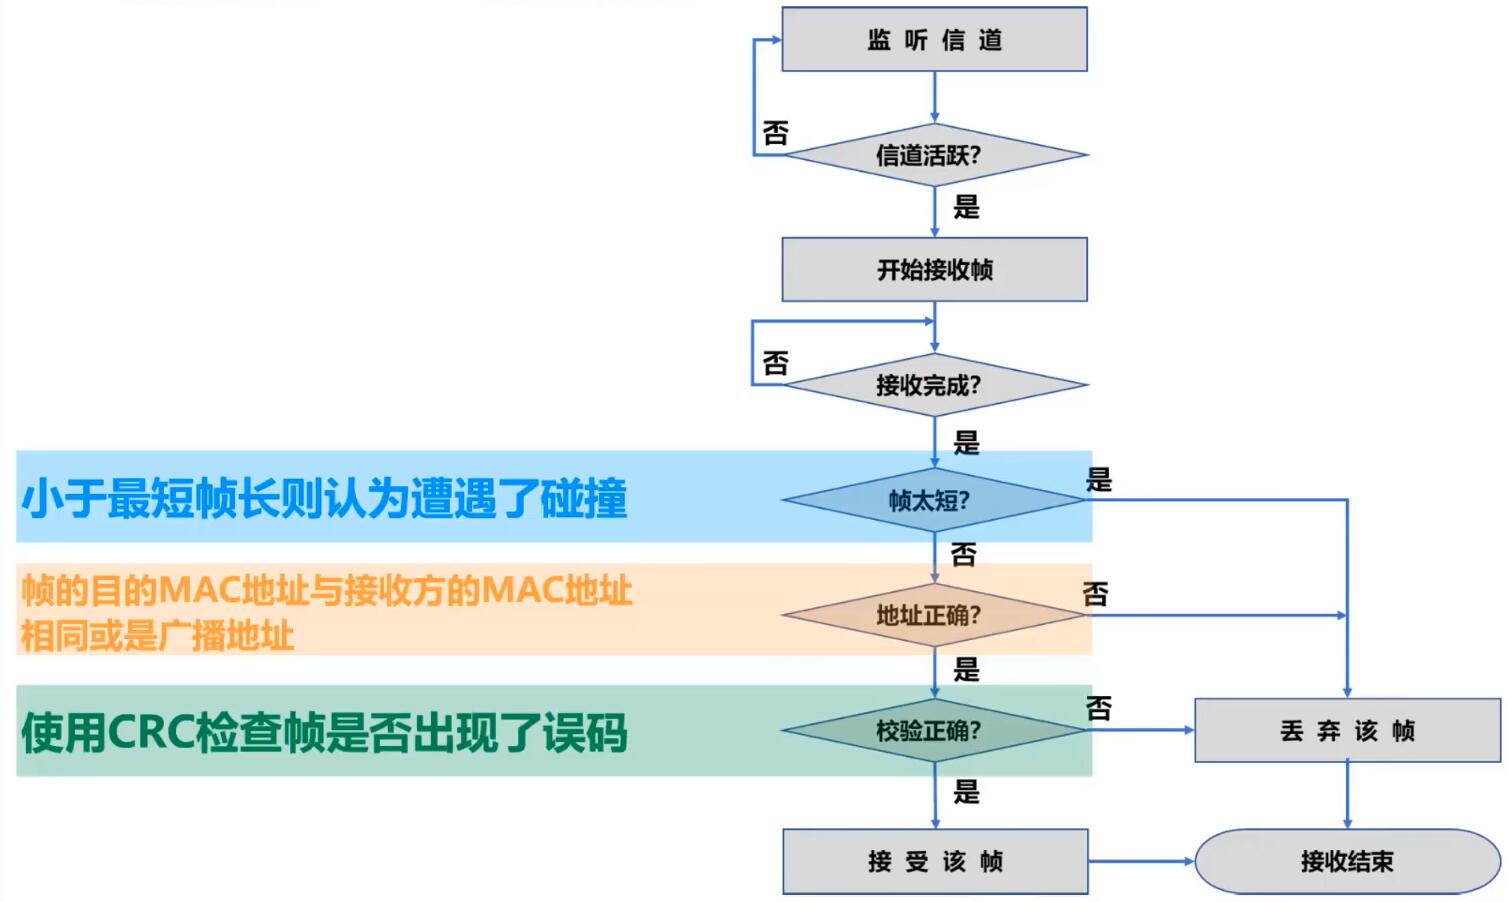 监 听 信 道
否
信道活跃?
是
开始接收帧
否
接收完成?
是
小于最短帧长则认为遭遇了碰撞
帧太短?
是
否
帧的目的MAC地址与接收方的MAC地址
相同或是广播地址
地址正确?
否
是
使用CRC检查帧是否出现了误码
校验正确?
否
丢 弃 该 帧
是
接 受 该 帧
接收结束